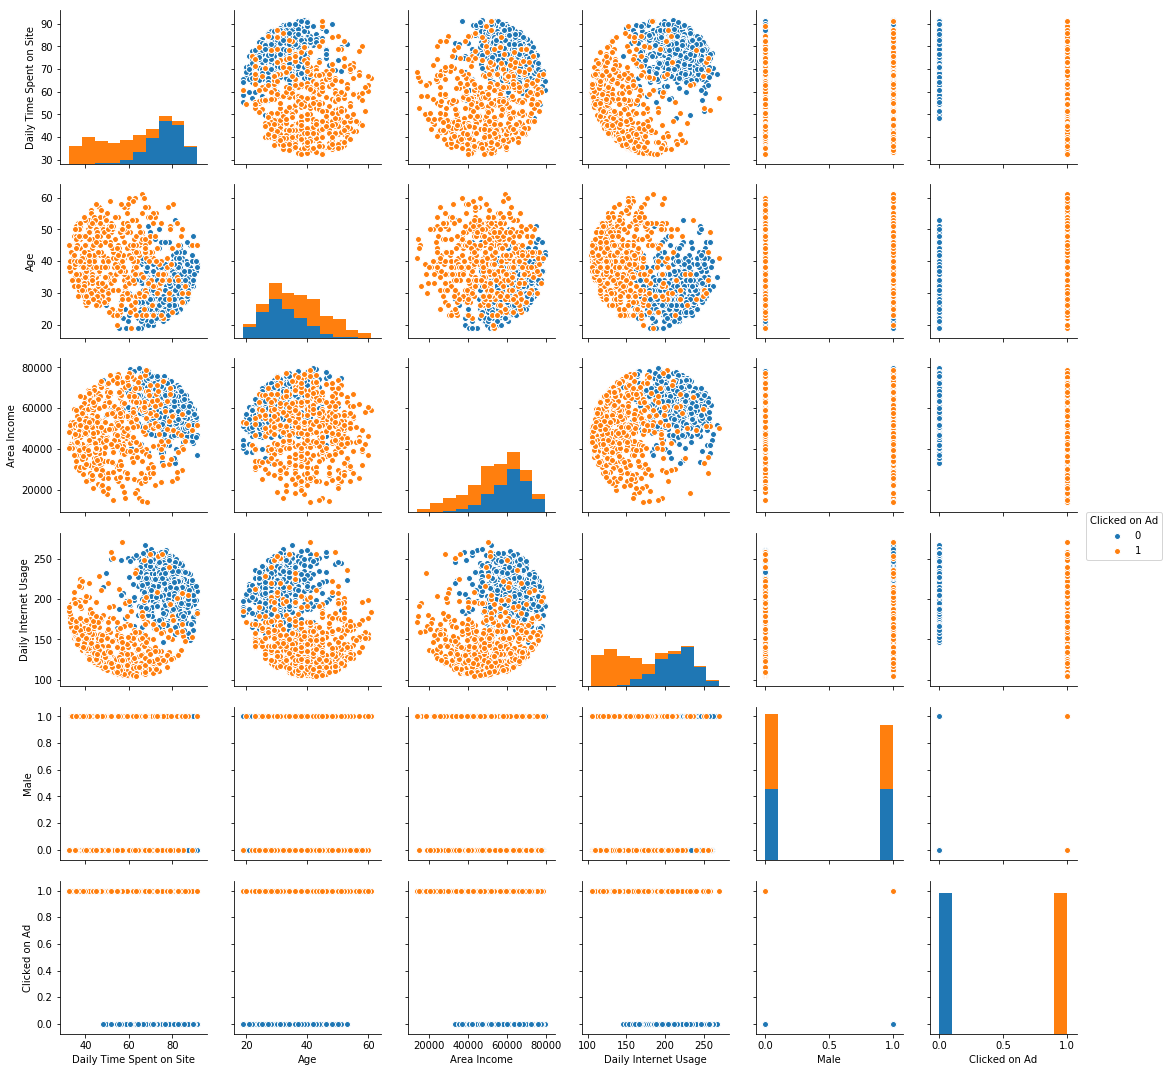 90
80
70
60
50
40
30
Daily Time Spent on Site
60
50
40
30
20
Age
80000
60000
40000
20000
Area Income
250
200
150
100
Daily Internet Usage
Clicked on Ad
0
1
1.0
0.8
0.6
0.4
0.2
0.0
Male
1.0
0.8
0.6
0.4
0.2
0.0
Clicked on Ad
40 60 80
20 40 60
20000 40000 60000 80000
100 150 200 250
0.0 0.5 1.0
0.0 0.5 1.0
Daily Time Spent on Site
Age
Area Income
Daily Internet Usage
Male
Clicked on Ad